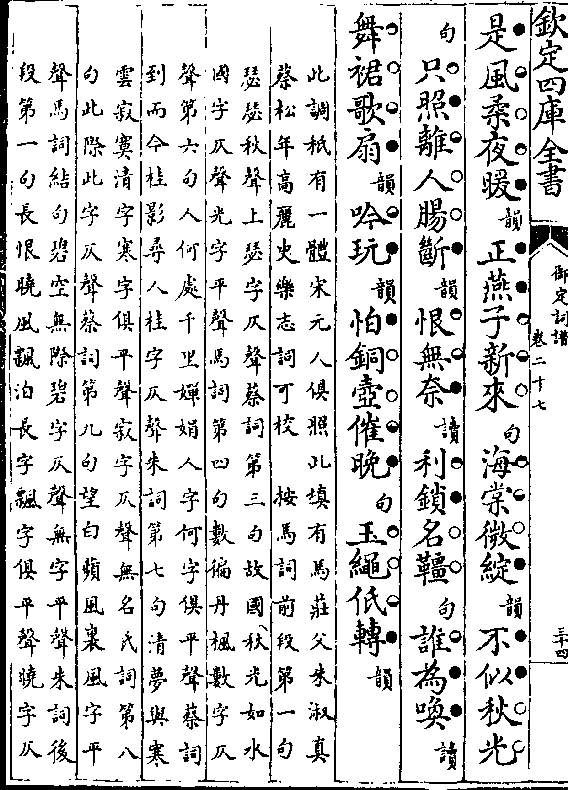 欽定四庫全書
御定詞譜
卷二十七
三十四
是風柔夜暖韻正燕子新來句海棠微綻韻不似秋光
句只照離人腸斷韻恨無奈讀利鎖名韁句誰為喚讀
舞裙歌扇韻吟玩韻怕銅壺催晚句玉繩低轉韻
此調祇有一體宋元人俱照此填有馬莊父朱淑真
蔡松年高麗史樂志詞可校 按馬詞前段第一句
瑟瑟秋聲上瑟字仄聲蔡詞第三句故國秋光如水
國字仄聲光字平聲馬詞第四句數徧丹楓數字仄
聲第六句人何處千里嬋娟人字何字俱平聲蔡詞
到而今桂影尋人桂字仄聲朱詞第七句清夢與寒
雲寂寞清字寒字俱平聲寂字仄聲無名氏詞第八
句此際此字仄聲蔡詞第九句望白蘋風裏風字平
聲馬詞結句碧空無際碧字仄聲無字平聲朱詞後
段第一句長恨曉風飄泊長字飄字俱平聲曉字仄